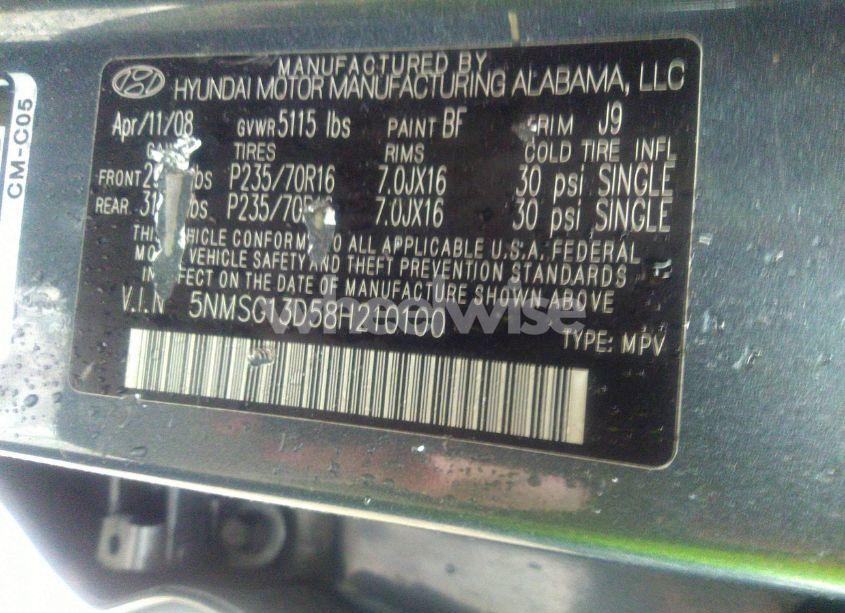 MANUFACTURED BY
HYUNDAI MOTOR MANUFACTURING ALABAMA, LLC
Apr/11/08 GVWR 5115 lbs PAINT BF TRIM J9
TIRES RIMS COLD TIRE INFL
FRONT P235/70R16 7.0JX16 30 psi SINGLE
REAR 7.0JX16 30 psi SINGLE
THIS VEHICLE CONFORMS TO ALL APPLICABLE U.S.A. FEDERAL
VEHICLE SAFETY AND THEFT PREVENTION STANDARDS
IN EFFECT ON THE DATE OF MANUFACTURE SHOWN ABOVE
V.I.N
TYPE: MPV
CM-C05
wheelwise